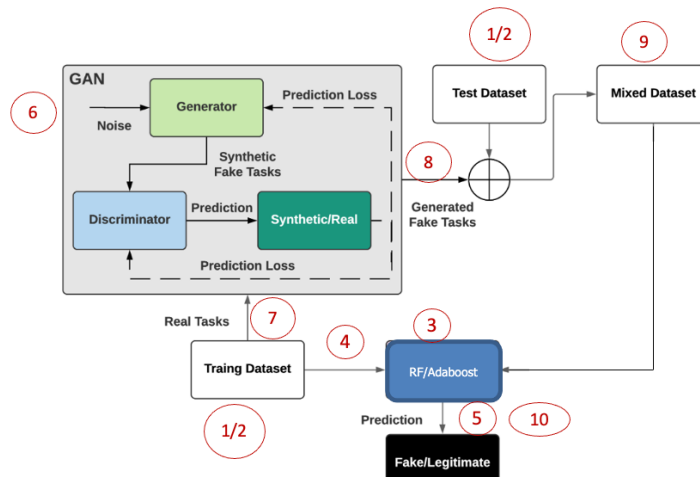 1/2
9
GAN
6
Generator
Prediction Loss
Noise
Test Dataset
Mixed Dataset
Synthetic
Fake Tasks
8
Discriminator
Prediction
Synthetic/Real
Generated
Fake Tasks
Prediction Loss
Real Tasks
7
4
3
Traing Dataset
RF/Adaboost
1/2
Prediction
5
10
Fake/Legitimate